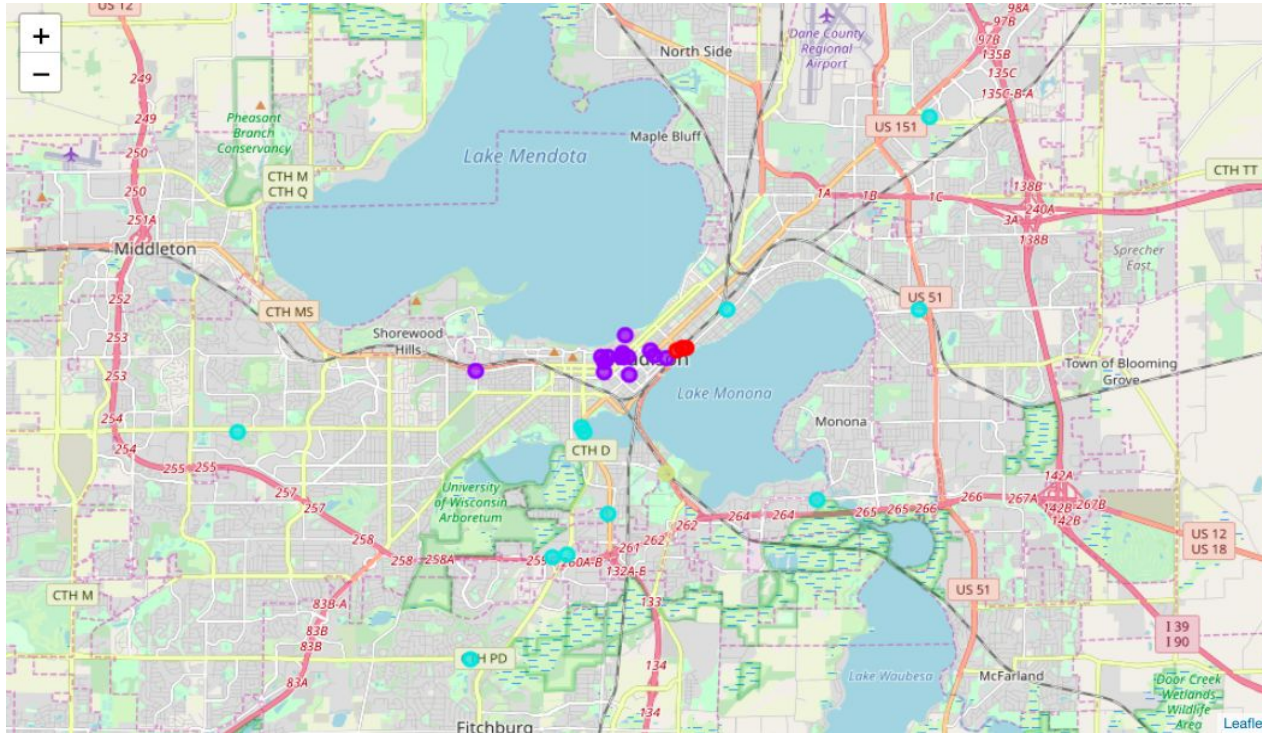 US 12
+
−
249
249
250
250
251A
252
253
253
254
254
255
255
257
258
258
258A
Pheasant
Branch
Conservancy
CTH M
CTH Q
Middleton
CTH MS
Shorewood
Hills
Lake Mendota
North Side
Maple Bluff
Dane County
Regional
Airport
98A
97B
97B
135B
135C
135C-B-A
US 151
CTH TT
1A
1B
1C
138B
3A
240A
138B
Sprecher
East
US 51
Town of Blooming
Grove
Lake Monona
Monona
CTH D
University
of Wisconsin
Arboretum
260A-B
261
132A-B
262
262
264
264
265
265
266
266
267A
267B
142A
142B
142B
US 12
US 18
CTH M
83B-A
83B
83B
83A
133
134
134
US 51
I 39
I 90
Lake Waubesa
McFarland
Door Creek
Wetlands
Wildlife
Area
Fitchburg
Leafle